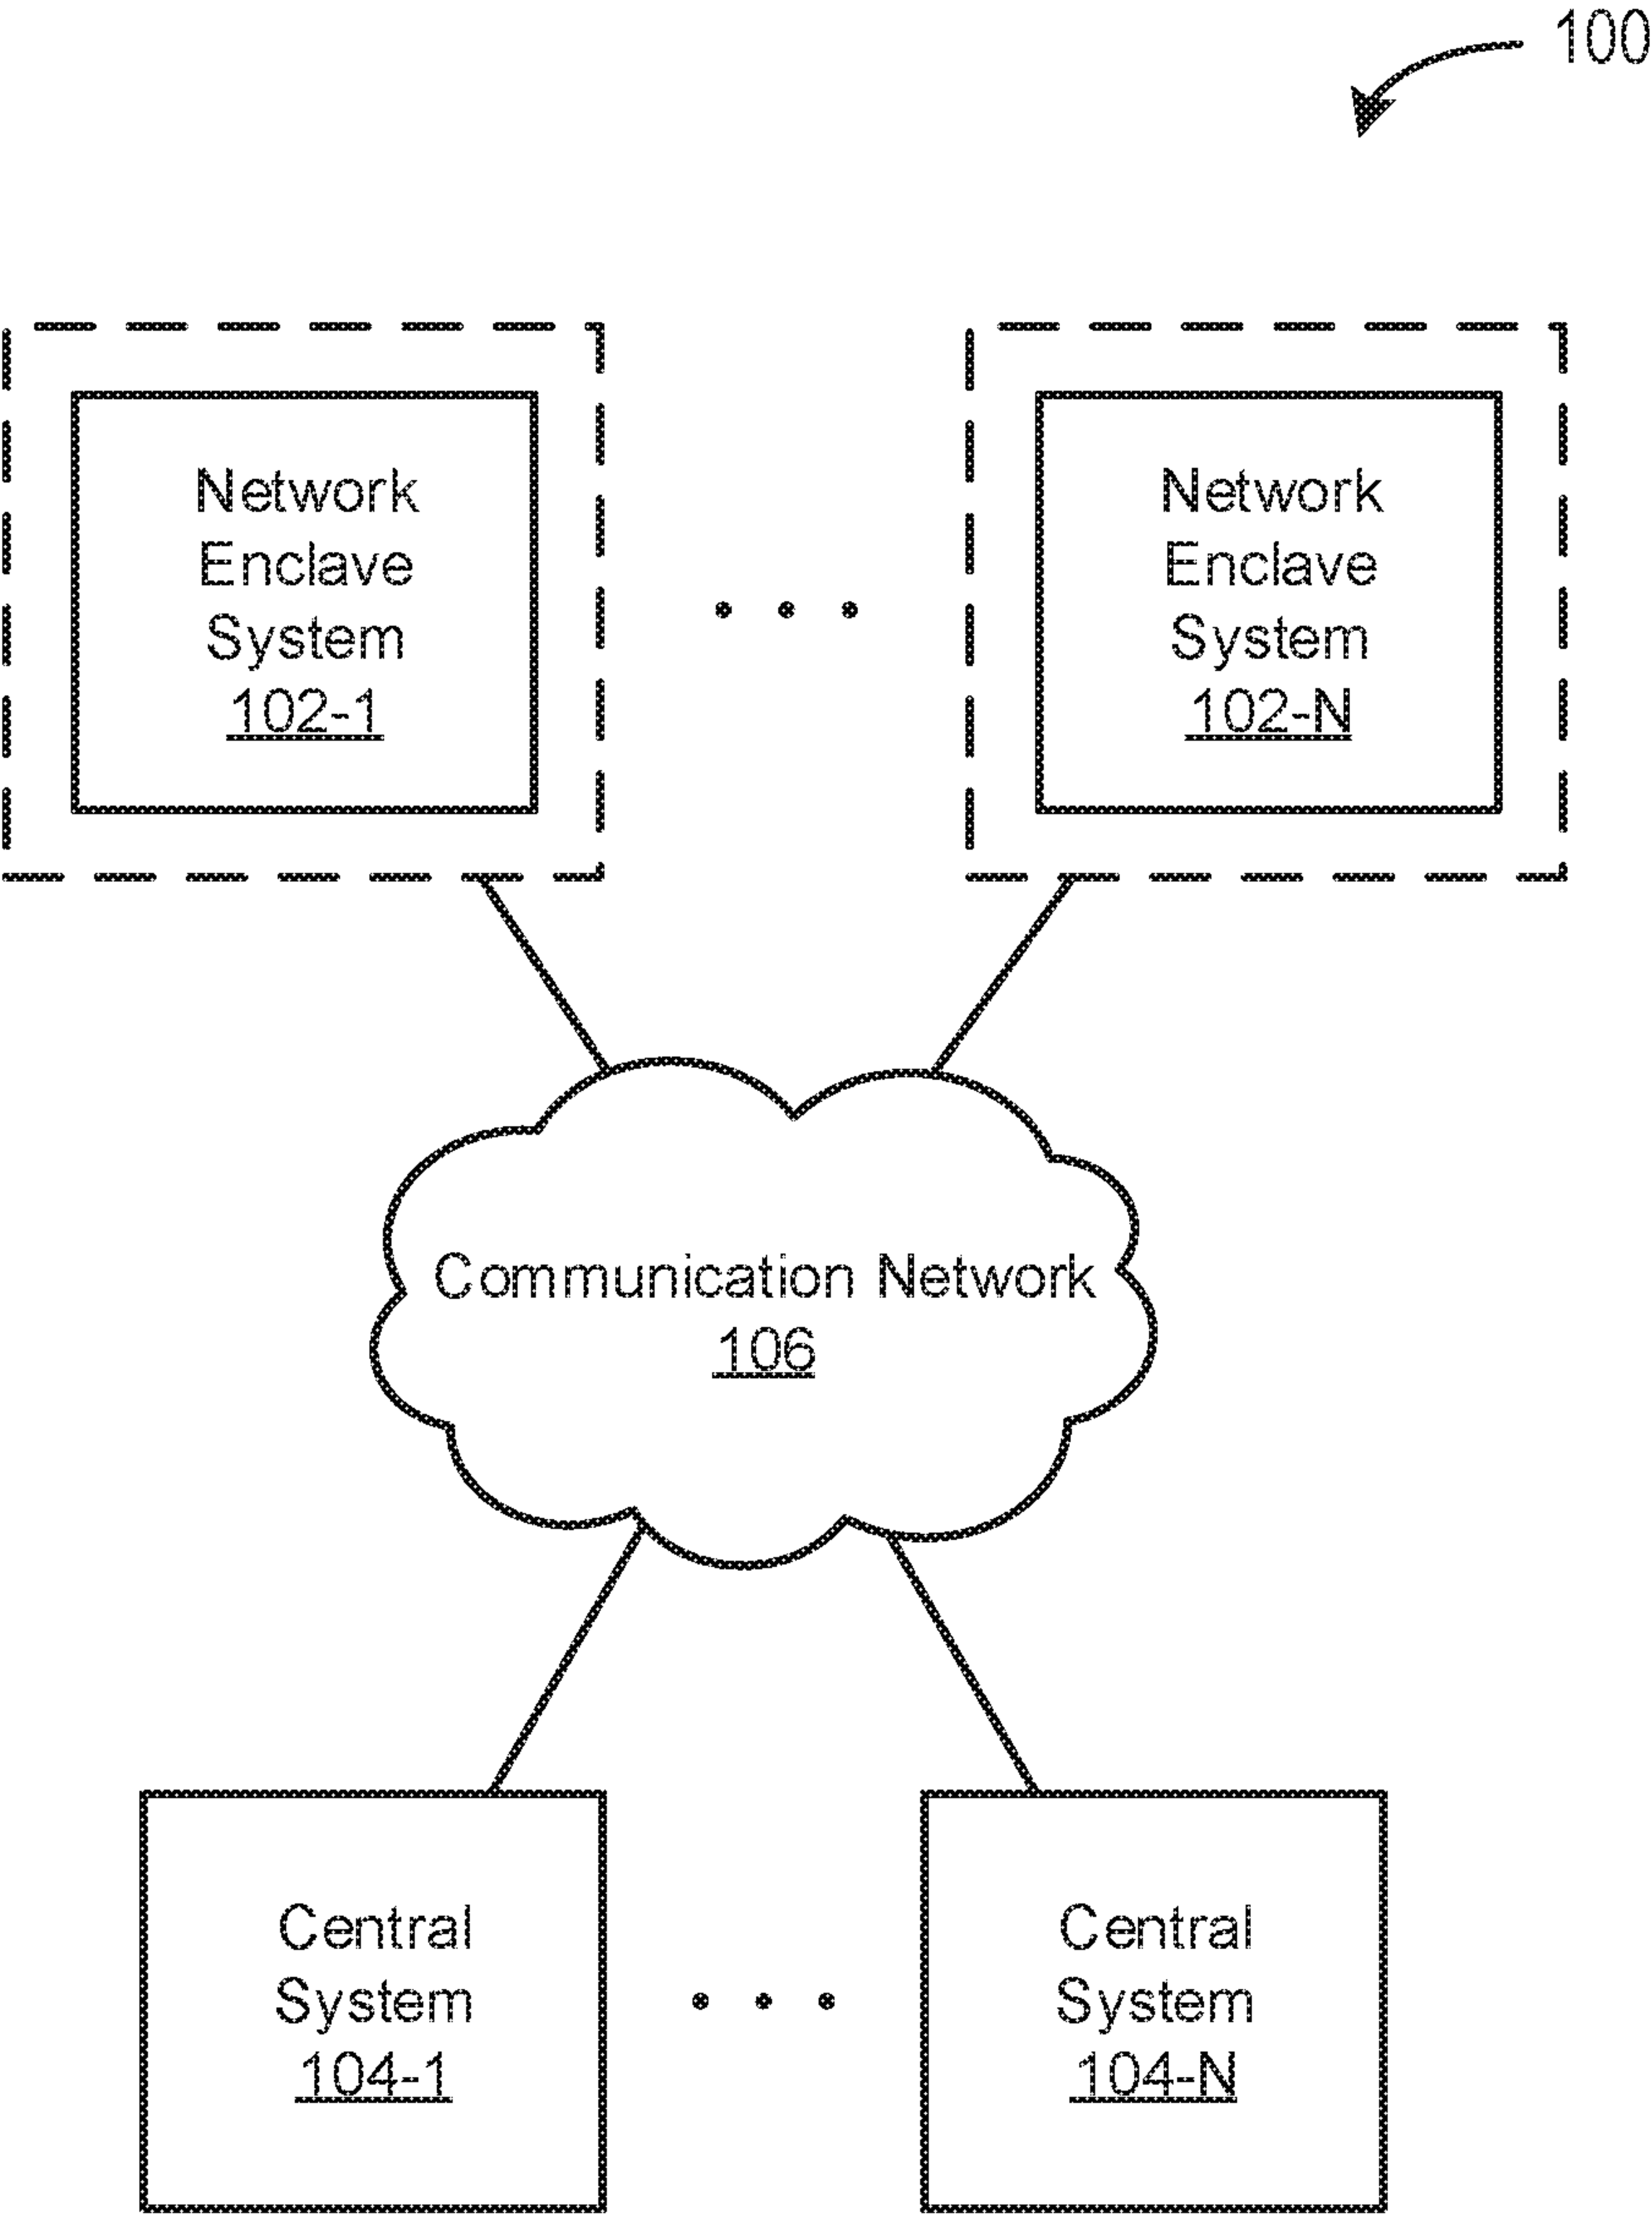 100
Network
Enclave
System
102-1
Network
Enclave
System
102-N
Communication Network
106
Central
System
104-1
Central
System
104-N